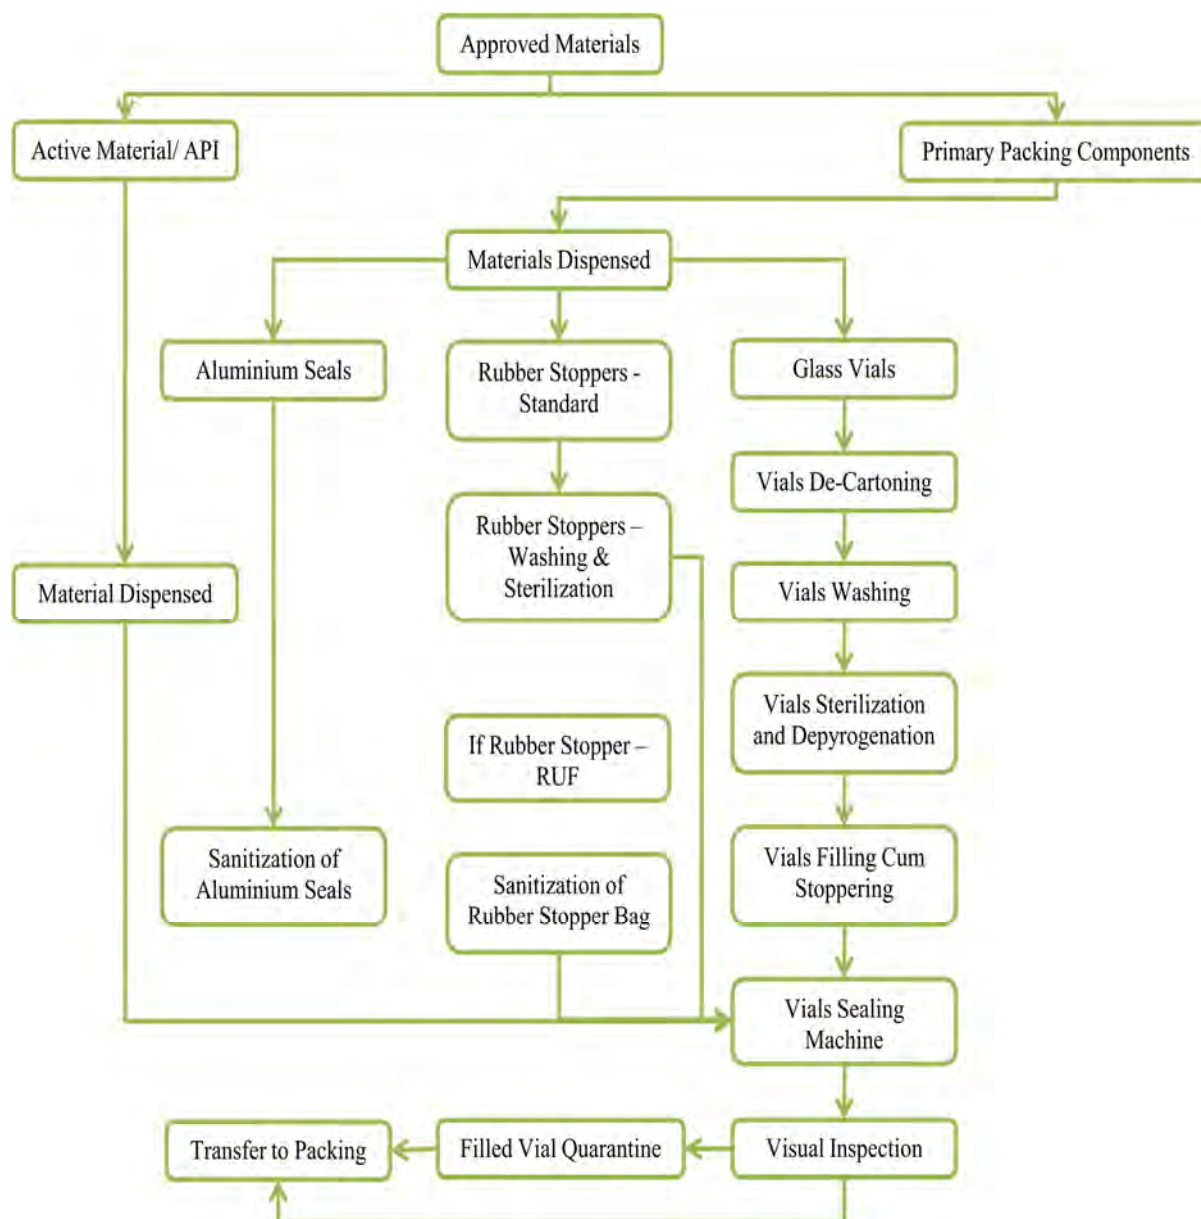 Approved Materials
Active Material/ API
Primary Packing Components
Materials Dispensed
Aluminium Seals
Rubber Stoppers -
Standard
Glass Vials
Vials De-Cartoning
Rubber Stoppers –
Washing &
Sterilization
Material Dispensed
Vials Washing
Vials Sterilization
and Depyrogenation
If Rubber Stopper –
RUF
Sanitization of
Aluminium Seals
Sanitization of
Rubber Stopper Bag
Vials Filling Cum
Stoppering
Vials Sealing
Machine
Transfer to Packing
Filled Vial Quarantine
Visual Inspection